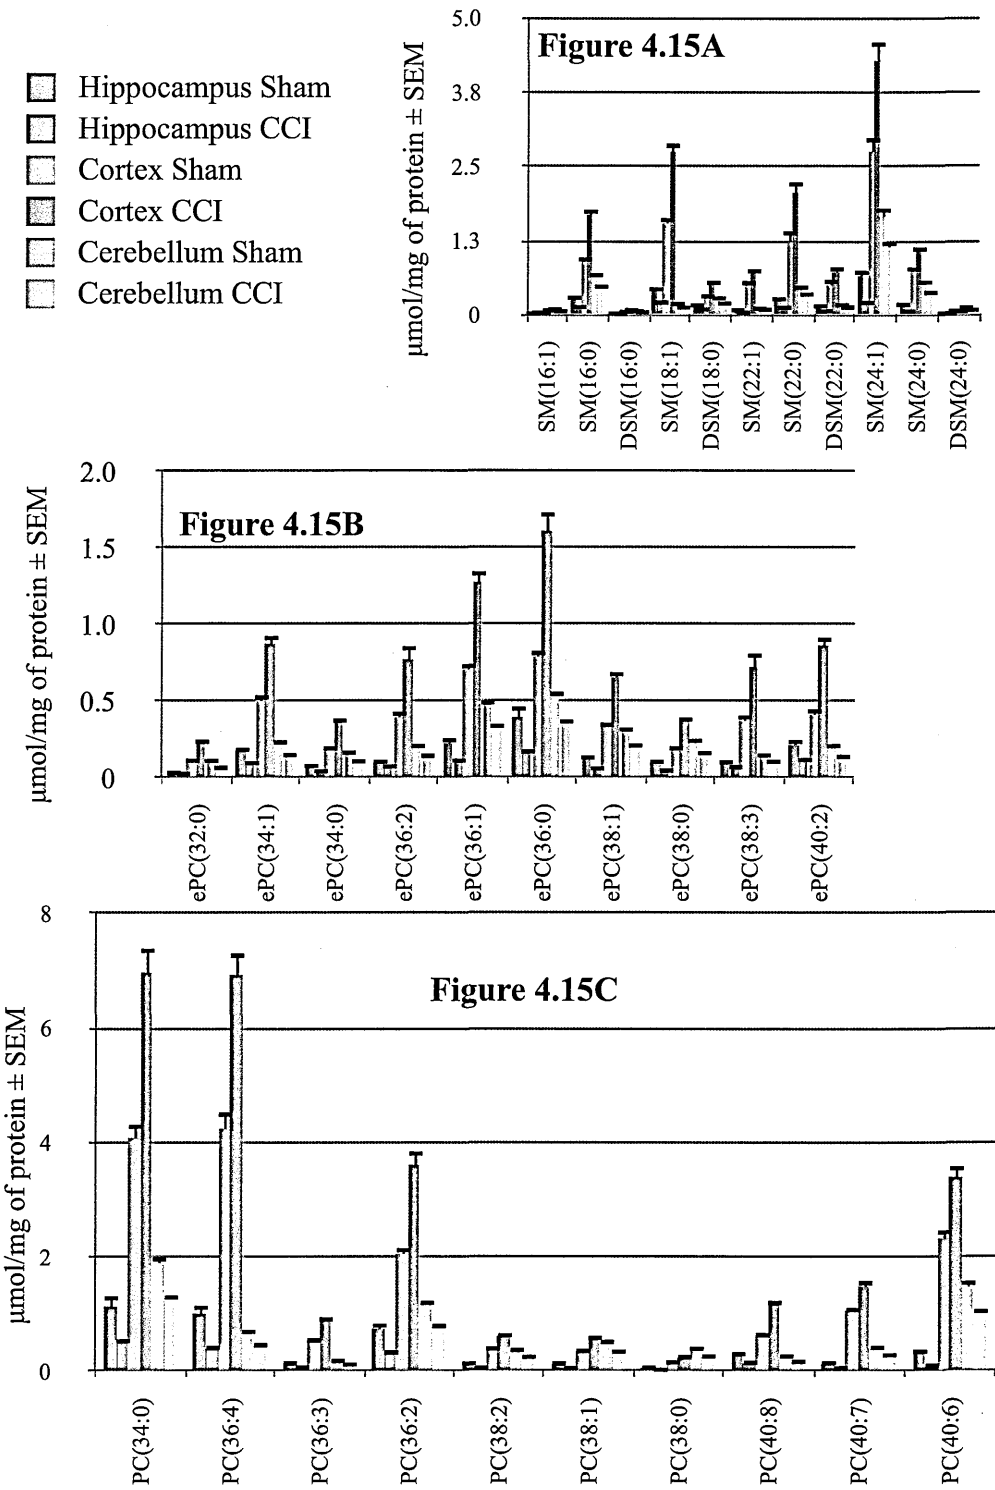 Hippocampus Sham
Hippocampus CCI
Cortex Sham
Cortex CCI
Cerebellum Sham
Cerebellum CCI
Figure 4.15A
µmol/mg of protein ± SEM
5.0
3.8
2.5
1.3
0
SM(16:1)
SM(16:0)
DSM(16:0)
SM(18:1)
DSM(18:0)
SM(22:1)
SM(22:0)
DSM(22:0)
SM(24:1)
SM(24:0)
DSM(24:0)
Figure 4.15B
µmol/mg of protein ± SEM
2.0
1.5
1.0
0.5
0
ePC(32:0)
ePC(34:1)
ePC(34:0)
ePC(36:2)
ePC(36:1)
ePC(36:0)
ePC(38:1)
ePC(38:0)
ePC(38:3)
ePC(40:2)
Figure 4.15C
µmol/mg of protein ± SEM
8
6
4
2
0
PC(34:0)
PC(36:4)
PC(36:3)
PC(36:2)
PC(38:2)
PC(38:1)
PC(38:0)
PC(40:8)
PC(40:7)
PC(40:6)